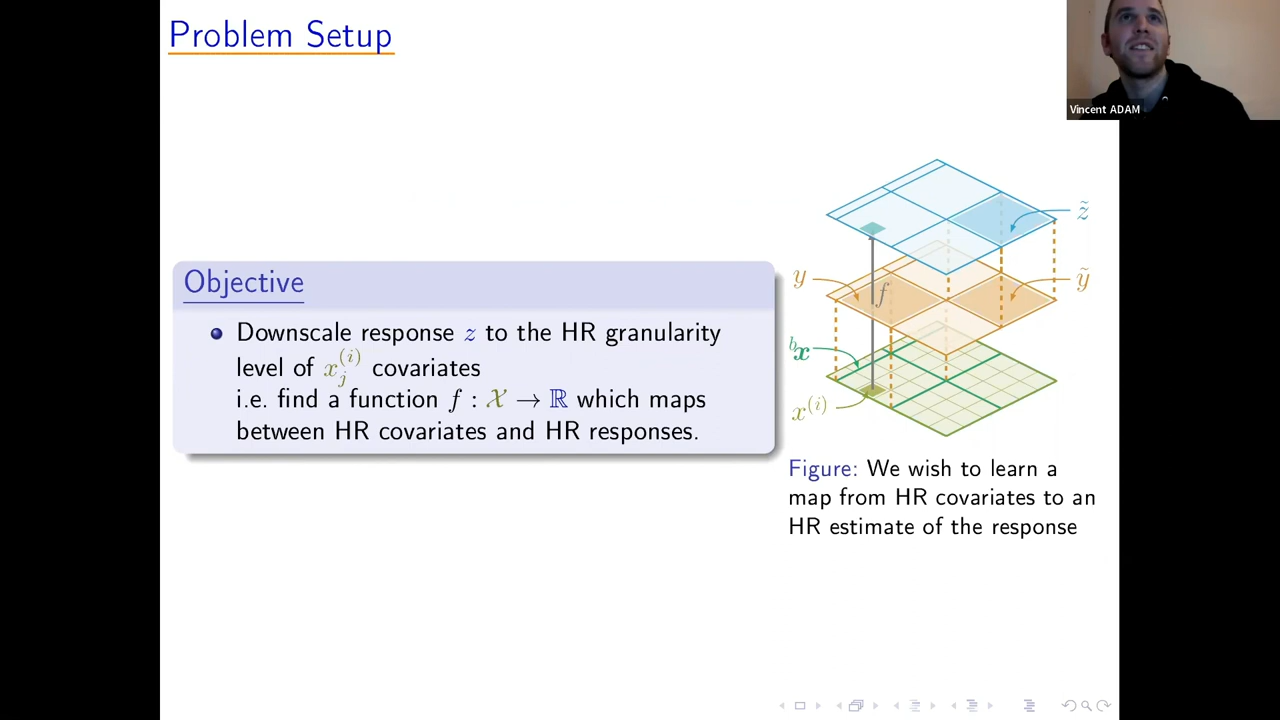 Problem Setup
Vincent ADAM
Objective
Downscale response z to the HR granularity
level of x_j^{(i)} covariates
i.e. find a function f : 𝒳 → ℝ which maps
between HR covariates and HR responses.
z̃
y
f
ỹ
ᵇx
x^{(i)}
Figure: We wish to learn a
map from HR covariates to an
HR estimate of the response